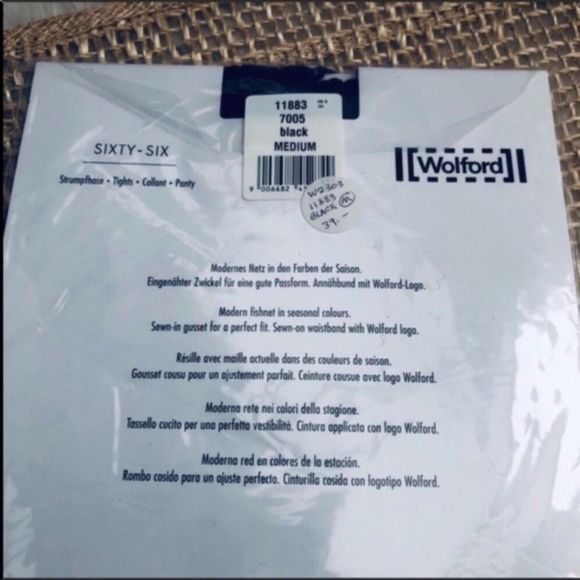 11883
7005
black
MEDIUM
SIXTY-SIX
Strumpfhose • Tights • Collant • Panty
Wolford
9 006682
W2303
11883
BLACK M
39.-
Modernes Netz in den Farben der Saison.
Eingenähter Zwickel für eine gute Passform. Annähbund mit Wolford-Logo.
Modern fishnet in seasonal colours.
Sewn-in gusset for a perfect fit. Sewn-on waistband with Wolford logo.
Résille avec maille actuelle dans des couleurs de saison.
Gousset cousu pour un ajustement parfait. Ceinture cousue avec logo Wolford.
Moderna rete nei colori della stagione.
Tassello cucito per una perfetta vestibilità. Cintura applicata con logo Wolford.
Moderna red en colores de la estación.
Rombo cosido para un ajuste perfecto. Cinturilla cosida con logotipo Wolford.